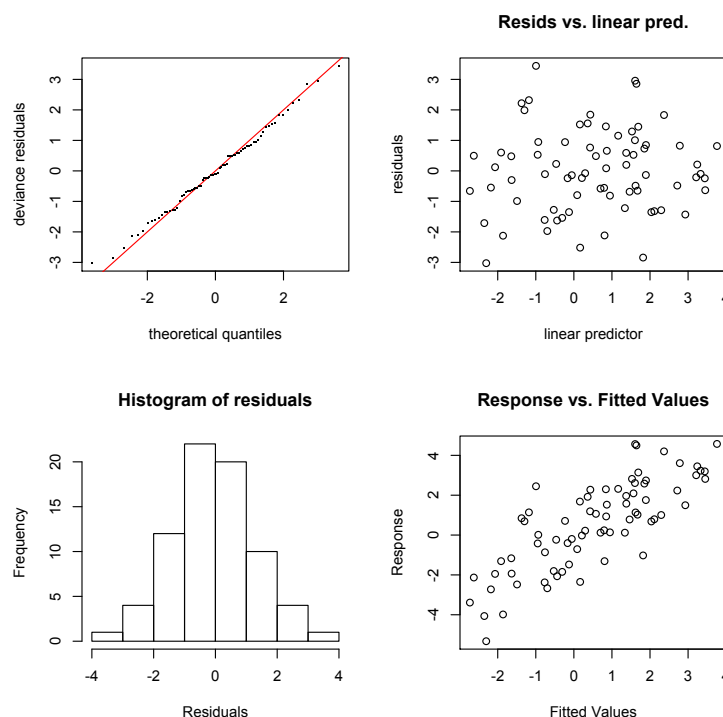 Resids vs. linear pred.
deviance residuals
-3 -2 -1 0 1 2 3
-2 0 2
theoretical quantiles
residuals
-3 -2 -1 0 1 2 3
-2 -1 0 1 2 3 4
linear predictor
Histogram of residuals
Frequency
0 5 10 15 20
-4 -2 0 2 4
Residuals
Response vs. Fitted Values
Response
-4 -2 0 2 4
-2 -1 0 1 2 3 4
Fitted Values